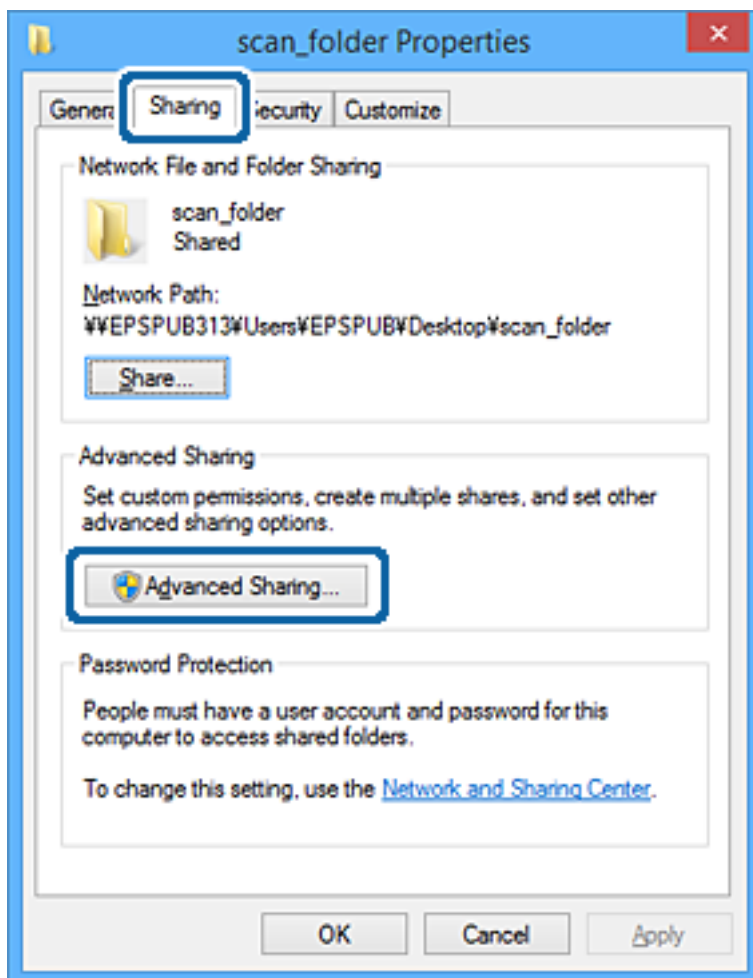 scan_folder Properties
General Sharing Security Customize
Network File and Folder Sharing
scan_folder
Shared
Network Path:
¥¥EPSPUB313¥Users¥EPSPUB¥Desktop¥scan_folder
Share...
Advanced Sharing
Set custom permissions, create multiple shares, and set other
advanced sharing options.
Advanced Sharing...
Password Protection
People must have a user account and password for this
computer to access shared folders.
To change this setting, use the Network and Sharing Center.
OK Cancel Apply